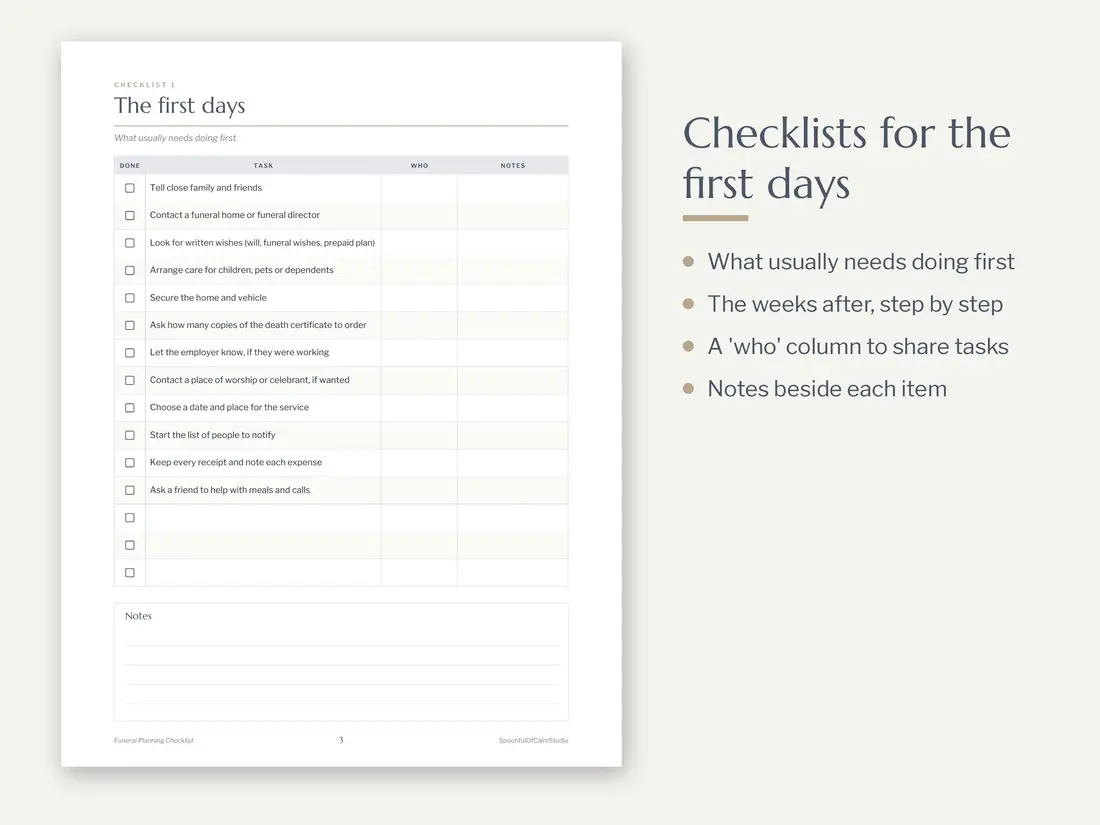 CHECKLIST 1
The first days
What usually needs doing first
DONE TASK WHO NOTES
Tell close family and friends
Contact a funeral home or funeral director
Look for written wishes (will, funeral wishes, prepaid plan)
Arrange care for children, pets or dependents
Secure the home and vehicle
Ask how many copies of the death certificate to order
Let the employer know, if they were working
Contact a place of worship or celebrant, if wanted
Choose a date and place for the service
Start the list of people to notify
Keep every receipt and note each expense
Ask a friend to help with meals and calls
Notes
Funeral Planning Checklist 3 SpoonfulOfCalmStudio
Checklists for the
first days
What usually needs doing first
The weeks after, step by step
A 'who' column to share tasks
Notes beside each item